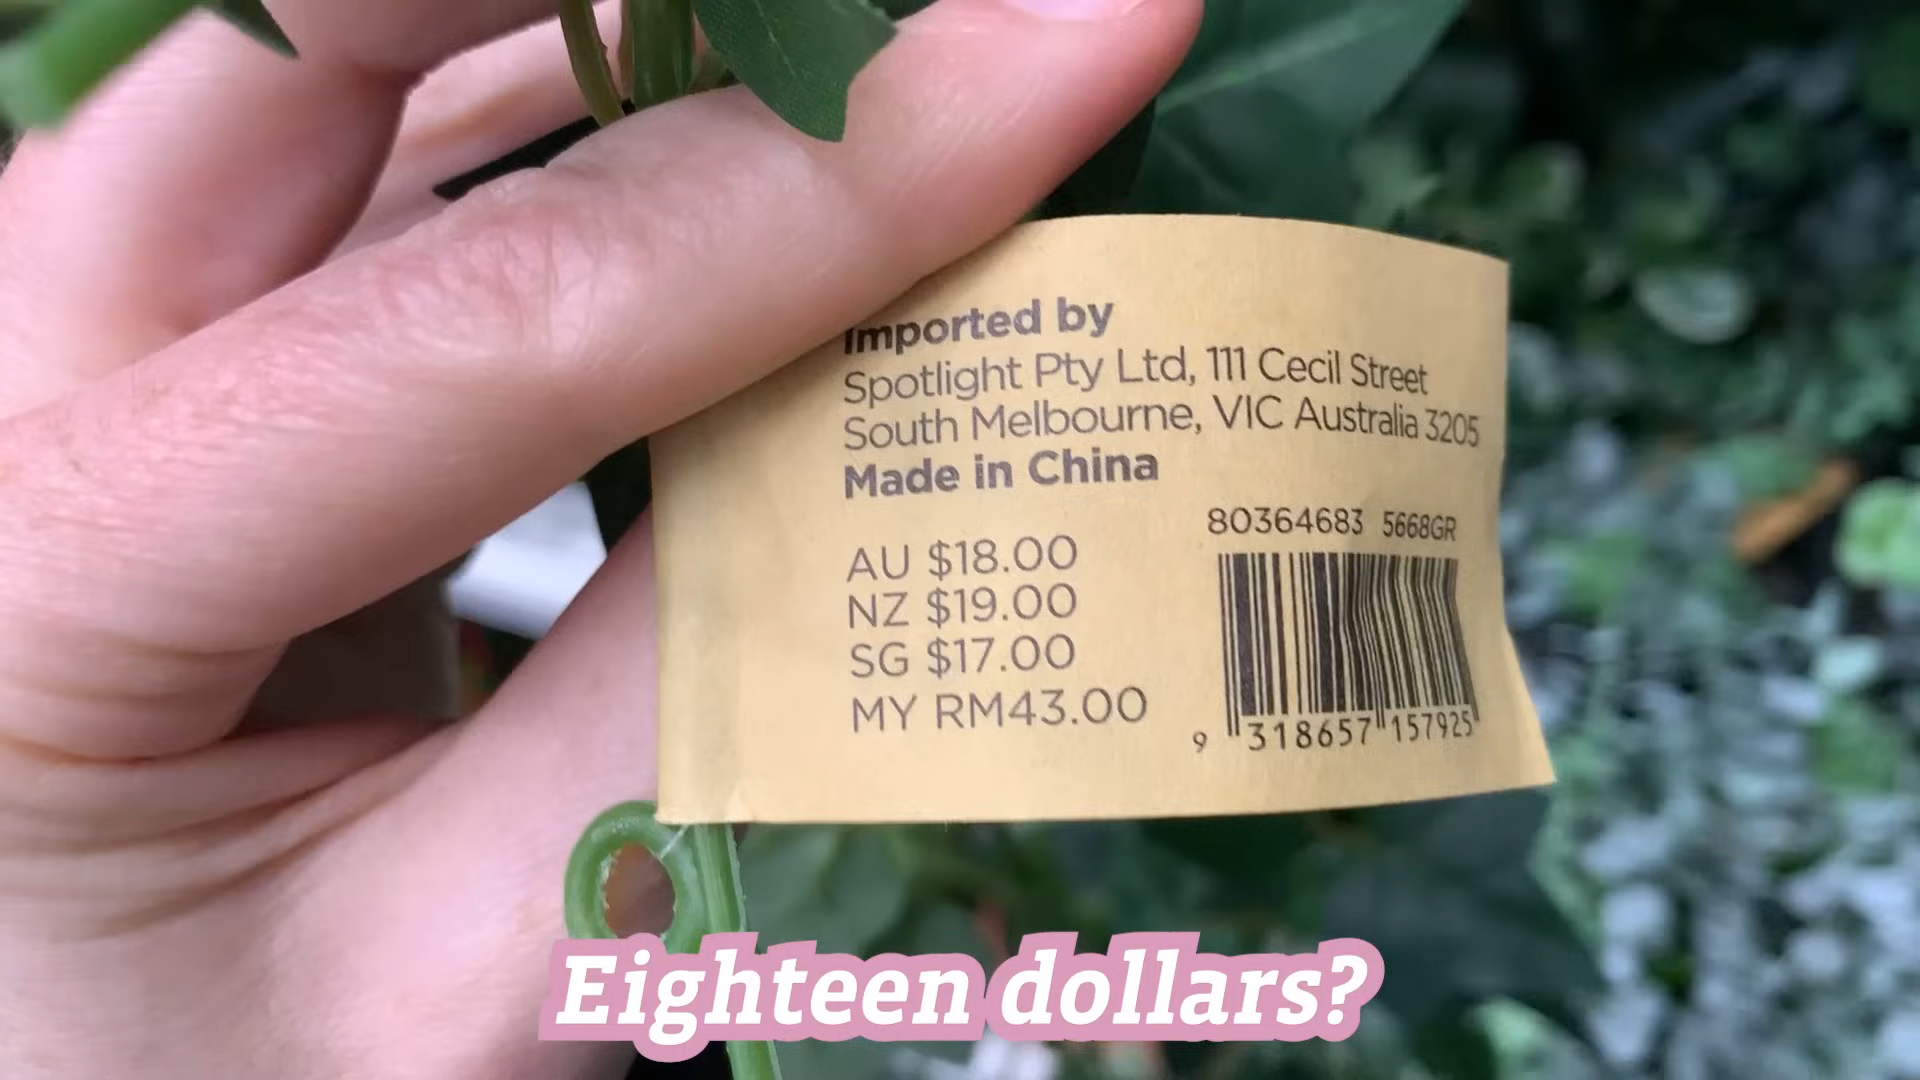 Imported by
Spotlight Pty Ltd, 111 Cecil Street
South Melbourne, VIC Australia 3205
Made in China
AU $18.00
NZ $19.00
SG $17.00
MY RM43.00
80364683 5668GR
9 318657 157925
Eighteen dollars?